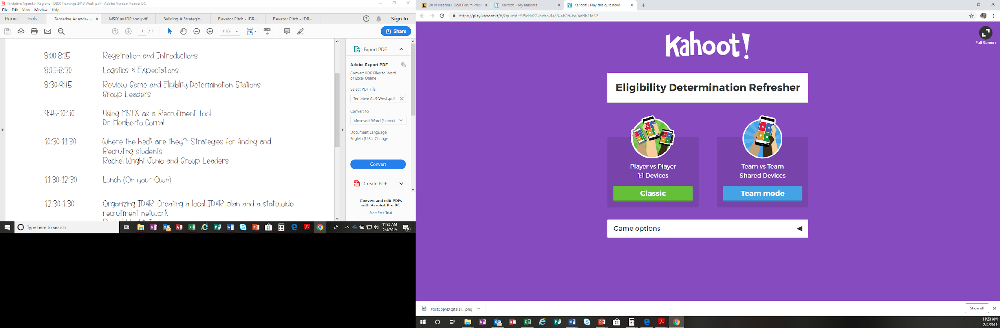 Tentative Agenda- Regional ID&R Trainings 2019 West .pdf - Adobe Acrobat Reader DC
File Edit View Window Help
Home Tools Tentative Agenda- ... MSIX as IDR tool.pdf Building A Strategic... Elevator Pitch - IDR... Elevator Pitch - IDR... Sign In
1 / 1 116% Share
8:00-8:15 Registration and Introductions
8:15-8:30 Logistics & Expectations
8:30-9:45 Review Game and Eligibility Determination Stations
Group Leaders
9:45-10:30 Using MSIX as a Recruitment Tool
Dr. Heriberto Corral
10:30-11:30 Where the heck are they?: Strategies for finding and
Recruiting students
Rachel Wright Junio and Group Leaders
11:30-12:30 Lunch (On your Own)
12:30-1:30 Organizing ID&R: Creating a local ID&R plan and a statewide
recruitment network
Export PDF
Adobe Export PDF
Convert PDF Files to Word
or Excel Online
Select PDF File
Tentative A...9 West .pdf
Convert to
Microsoft Word (*.docx)
Document Language:
English (U.S.) Change
Convert
Create PDF
Convert and edit PDFs
with Acrobat Pro DC
Start Free Trial
Type here to search
11:20 AM
2/4/2019
2016 National ID&R Forum Prese Kahoot! - My Kahoots Kahoot! | Play this quiz now!
https://play.kahoot.it/#/?quizId=5f5d4c22-bcbc-4a83-ab2d-be9efdb1fd37
Kahoot!
Full Screen
Eligibility Determination Refresher
Player vs Player
1:1 Devices
Classic
Team vs Team
Shared Devices
Team mode
Game options
PostCopyDigitalBl....png
Show all
11:23 AM
2/4/2019